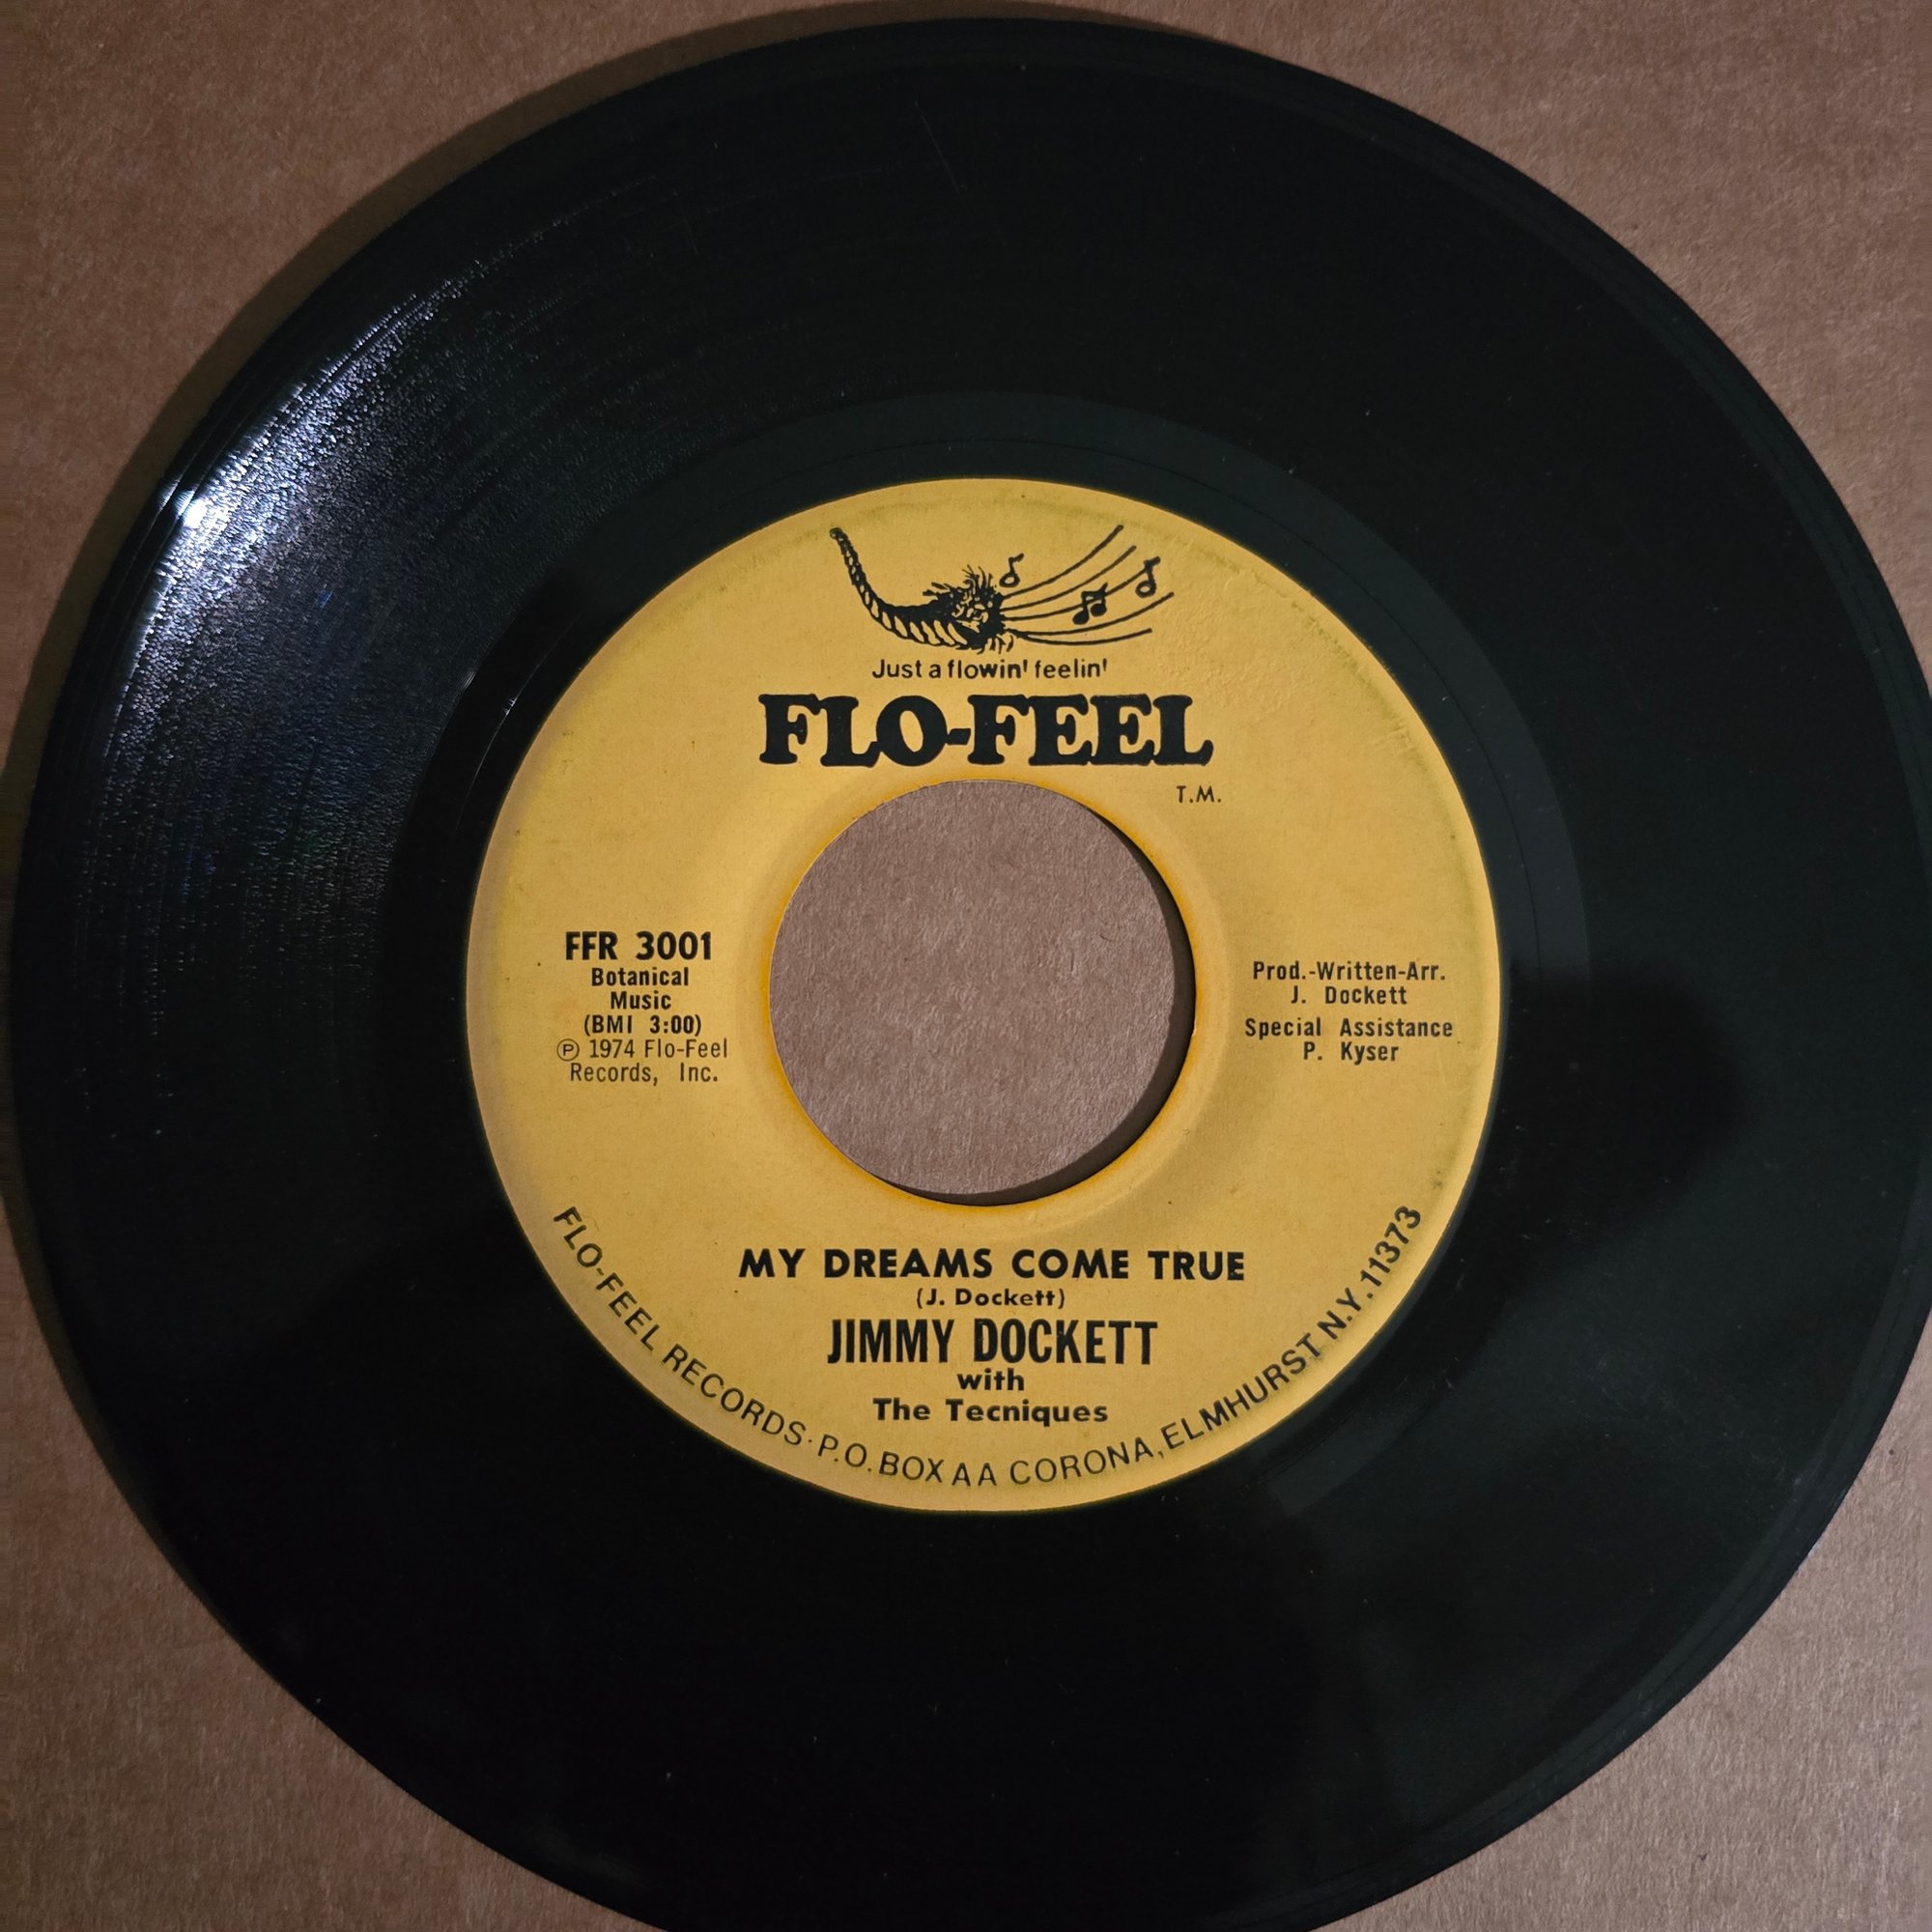 Just a flowin' feelin'
FLO-FEEL
T.M.
FFR 3001
Botanical
Music
(BMI 3:00)
℗ 1974 Flo-Feel
Records, Inc.
Prod.-Written-Arr.
J. Dockett
Special Assistance
P. Kyser
MY DREAMS COME TRUE
(J. Dockett)
JIMMY DOCKETT
with
The Tecniques
FLO-FEEL RECORDS·P.O.BOX AA CORONA, ELMHURST N.Y. 11373